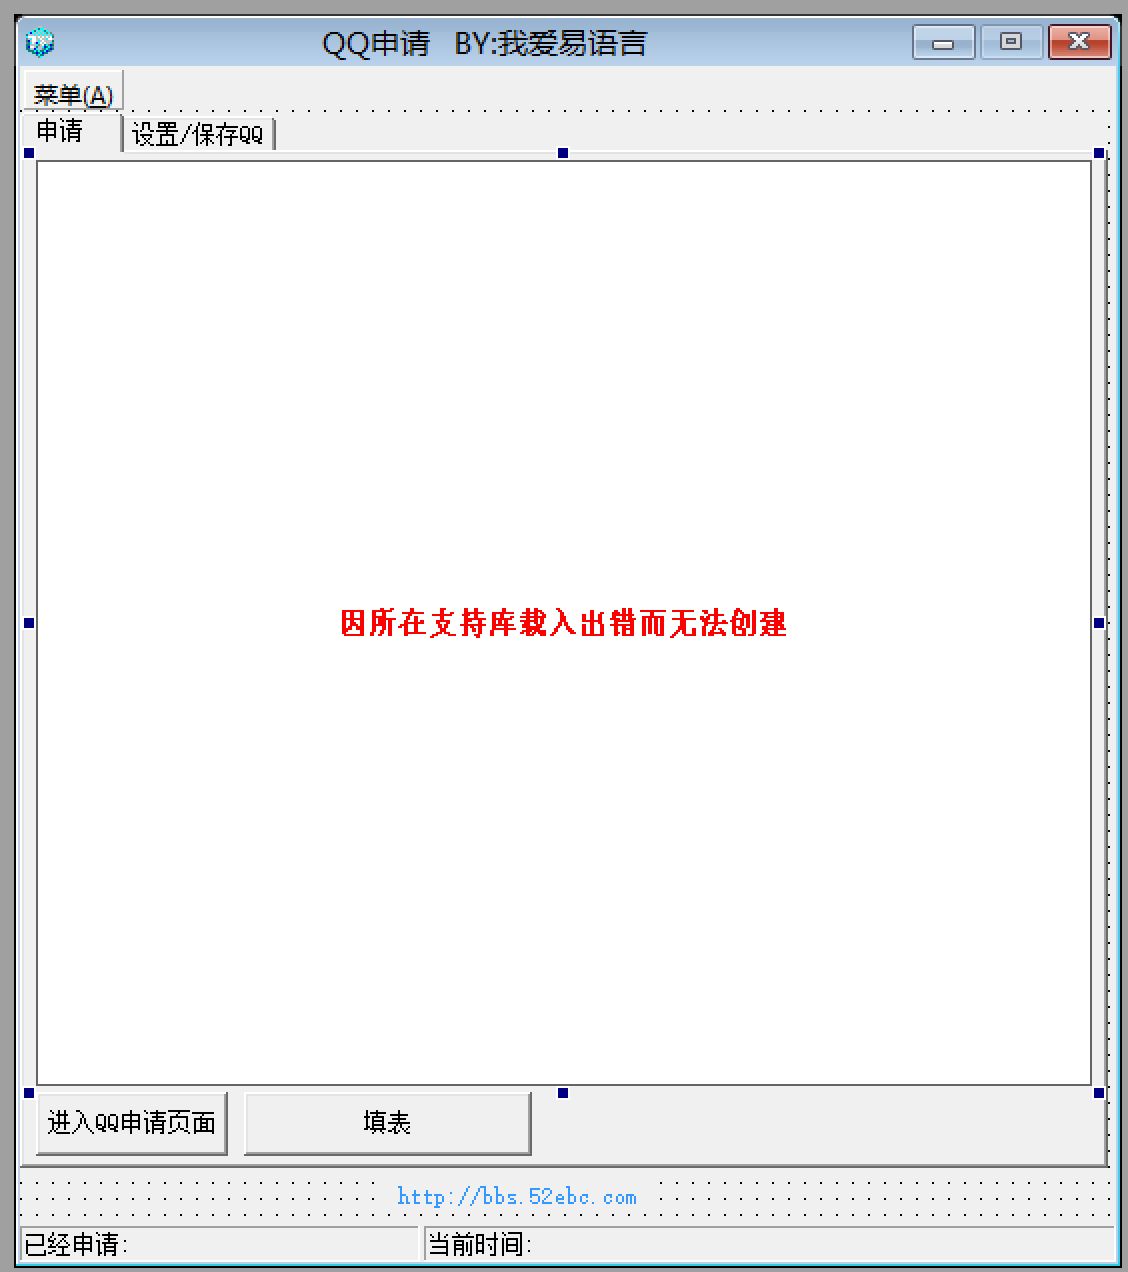 QQ申请 BY:我爱易语言
菜单(A)
申请
设置/保存QQ
因所在支持库载入出错而无法创建
进入QQ申请页面
填表
http://bbs.52ebc.com
已经申请:
当前时间: